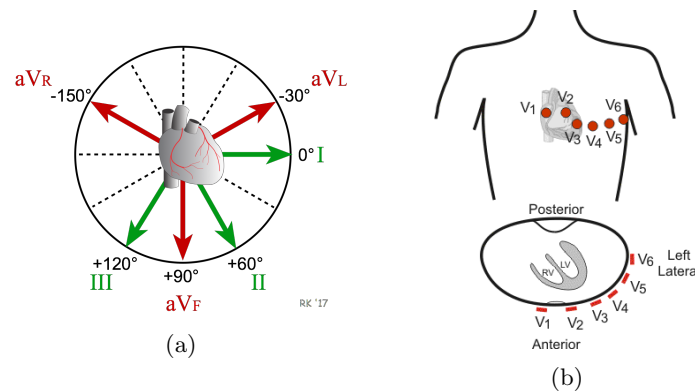 aVR
aVL
-150°
-30°
0° I
+120°
+60°
III
+90°
II
aVF
RK '17
(a)
V1
V2
V3
V4
V5
V6
Posterior
RV
LV
V6
Left
Latera
V5
V4
V3
V2
V1
Anterior
(b)